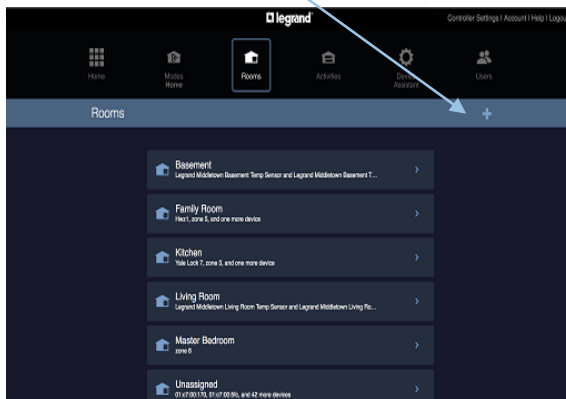 legrand
Controller Settings | Account | Help | Logou
Home
Modes
Home
Rooms
Activities
Device
Assistant
Users
Rooms
Basement
Legrand Middletown Basement Temp Sensor and Legrand Middletown Basement T...
Family Room
Hwz1, zone 5, and one more device
Kitchen
Yale Lock 7, zone 3, and one more device
Living Room
Legrand Middletown Living Room Temp Sensor and Legrand Middletown Living Ro...
Master Bedroom
zone 6
Unassigned
and 42 more devices